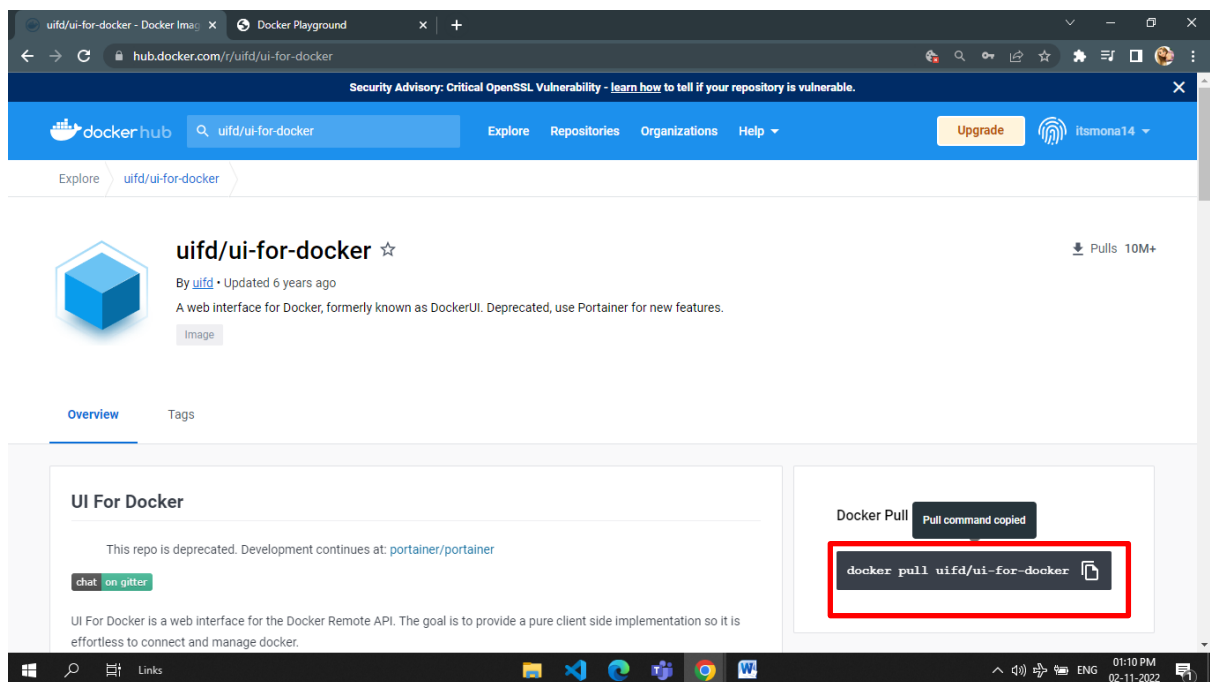 uifd/ui-for-docker - Docker Imag
Docker Playground
hub.docker.com/r/uifd/ui-for-docker
Security Advisory: Critical OpenSSL Vulnerability - learn how to tell if your repository is vulnerable.
dockerhub
uifd/ui-for-docker
Explore
Repositories
Organizations
Help
Upgrade
itsmona14
Explore
uifd/ui-for-docker
uifd/ui-for-docker
Pulls 10M+
By uifd • Updated 6 years ago
A web interface for Docker, formerly known as DockerUI. Deprecated, use Portainer for new features.
Image
Overview
Tags
UI For Docker
This repo is deprecated. Development continues at: portainer/portainer
chat on gitter
UI For Docker is a web interface for the Docker Remote API. The goal is to provide a pure client side implementation so it is
effortless to connect and manage docker.
Docker Pull
Pull command copied
docker pull uifd/ui-for-docker
Links
ENG
01:10 PM
02-11-2022